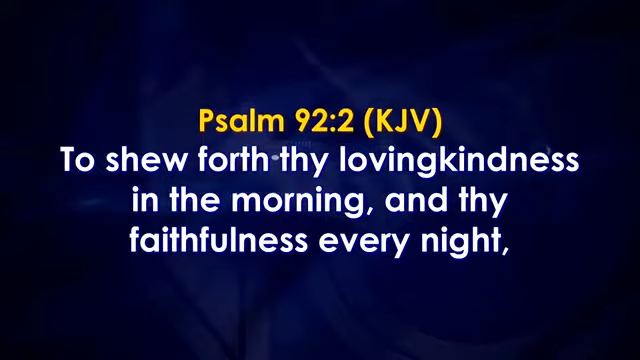 Psalm 92:2 (KJV)
To shew forth thy lovingkindness
in the morning, and thy
faithfulness every night,